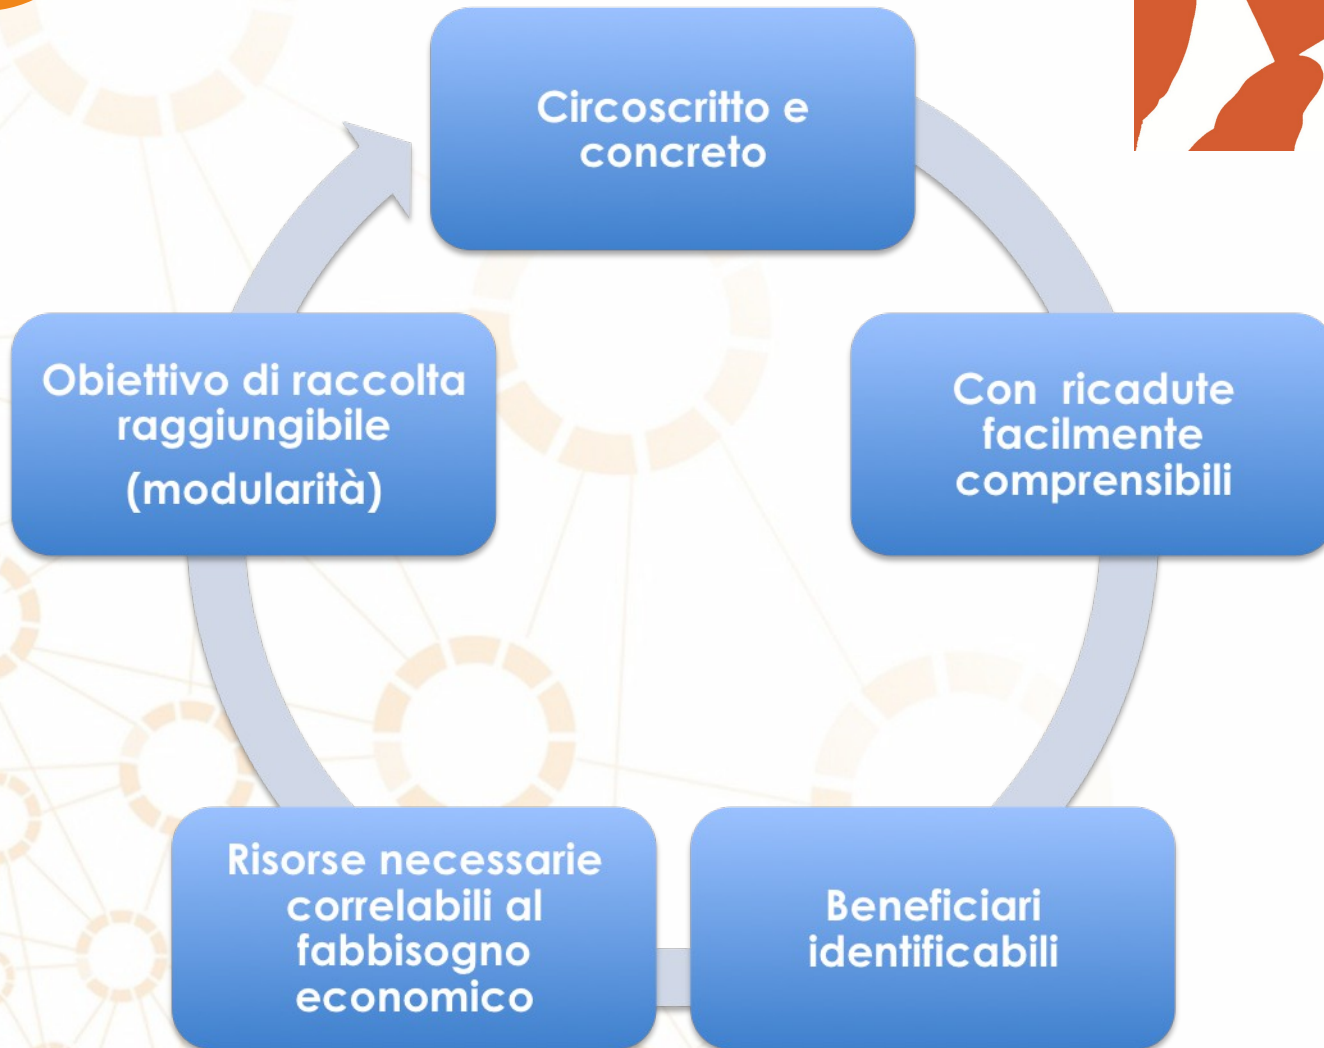 Circoscritto e
concreto
Con ricadute
facilmente
comprensibili
Beneficiari
identificabili
Risorse necessarie
correlabili al
fabbisogno
economico
Obiettivo di raccolta
raggiungibile
(modularità)